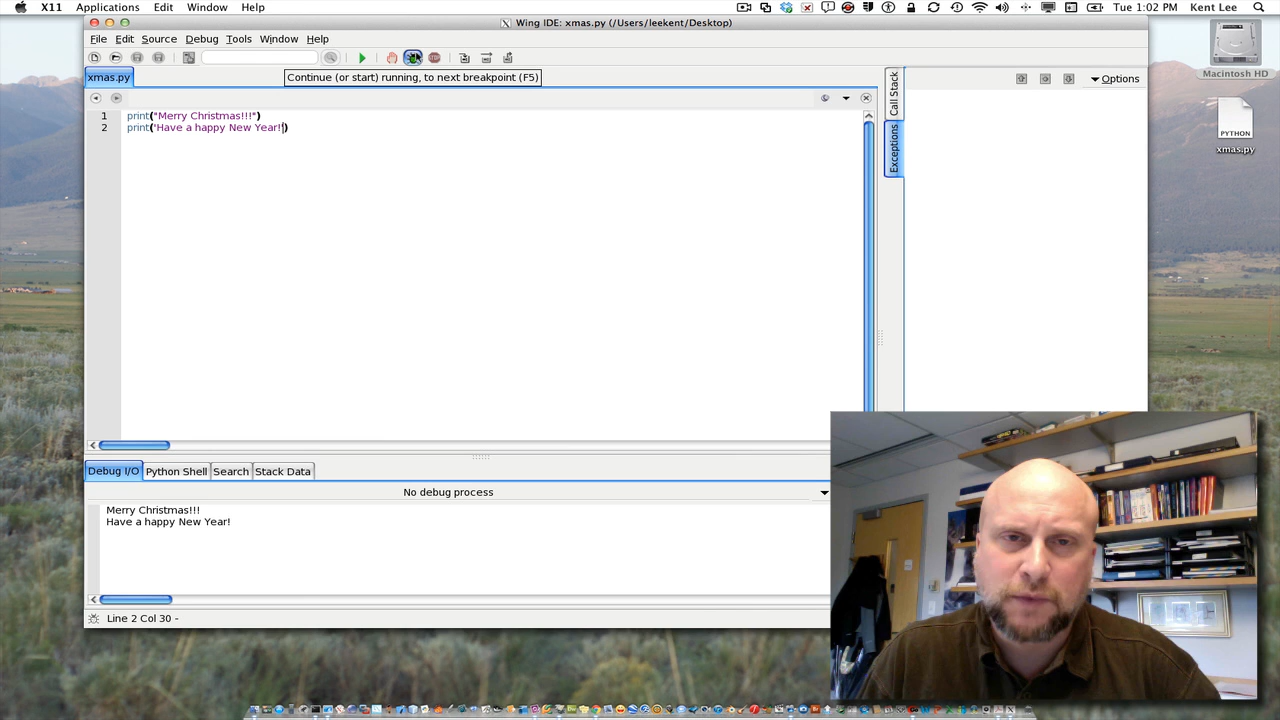 X11 Applications Edit Window Help Tue 1:02 PM Kent Lee
Wing IDE: xmas.py (/Users/leekent/Desktop)
File Edit Source Debug Tools Window Help
Continue (or start) running, to next breakpoint (F5)
xmas.py
Options
1 print("Merry Christmas!!!")
2 print('Have a happy New Year!')
Call Stack
Exceptions
Macintosh HD
PYTHON
xmas.py
Debug I/O Python Shell Search Stack Data
No debug process
Merry Christmas!!!
Have a happy New Year!
Line 2 Col 30 -